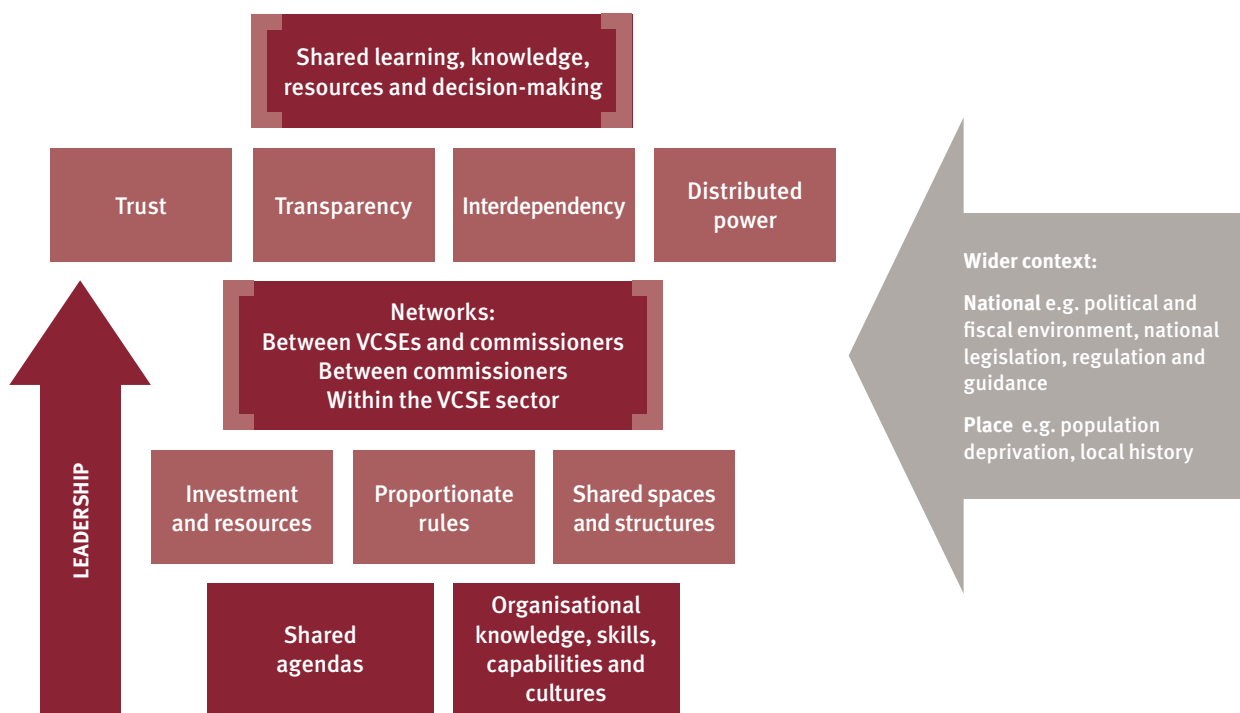 Shared learning, knowledge,
resources and decision-making
Trust
Transparency
Interdependency
Distributed
power
Networks:
Between VCSEs and commissioners
Between commissioners
Within the VCSE sector
Investment
and resources
Proportionate
rules
Shared spaces
and structures
Shared
agendas
Organisational
knowledge, skills,
capabilities and
cultures
LEADERSHIP
Wider context:
National e.g. political and
fiscal environment, national
legislation, regulation and
guidance
Place e.g. population
deprivation, local history